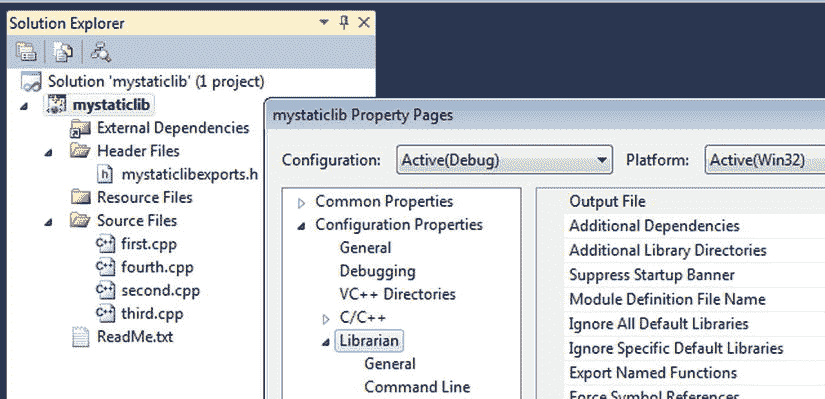 Solution Explorer
Solution 'mystaticlib' (1 project)
mystaticlib
External Dependencies
Header Files
h mystaticlibexports.h
Resource Files
Source Files
C++ first.cpp
C++ fourth.cpp
C++ second.cpp
C++ third.cpp
ReadMe.txt
mystaticlib Property Pages
Configuration: Active(Debug) Platform: Active(Win32)
Common Properties
Configuration Properties
General
Debugging
VC++ Directories
C/C++
Librarian
General
Command Line
Output File
Additional Dependencies
Additional Library Directories
Suppress Startup Banner
Module Definition File Name
Ignore All Default Libraries
Ignore Specific Default Libraries
Export Named Functions
Force Symbol References